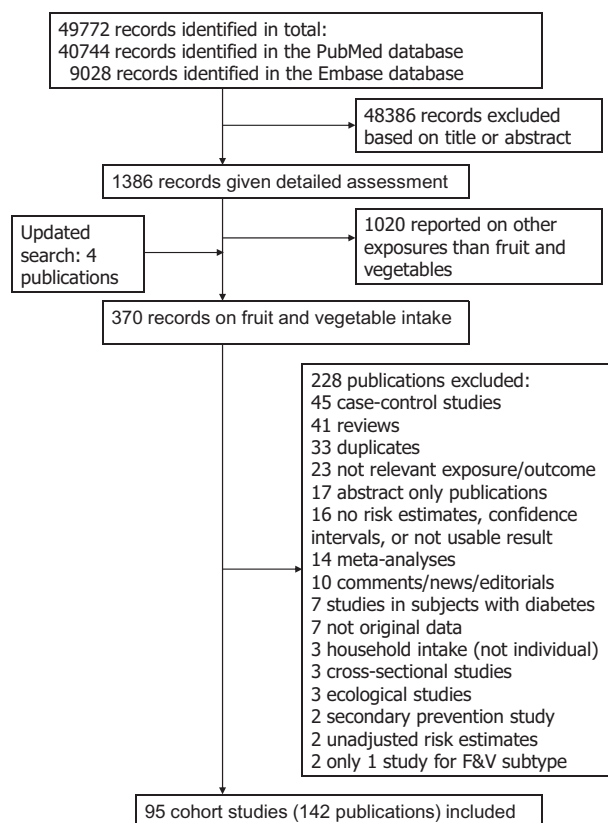 49772 records identified in total:
40744 records identified in the PubMed database
9028 records identified in the Embase database
48386 records excluded
based on title or abstract
1386 records given detailed assessment
Updated
search: 4
publications
1020 reported on other
exposures than fruit and
vegetables
370 records on fruit and vegetable intake
228 publications excluded:
45 case-control studies
41 reviews
33 duplicates
23 not relevant exposure/outcome
17 abstract only publications
16 no risk estimates, confidence
intervals, or not usable result
14 meta-analyses
10 comments/news/editorials
7 studies in subjects with diabetes
7 not original data
3 household intake (not individual)
3 cross-sectional studies
3 ecological studies
2 secondary prevention study
2 unadjusted risk estimates
2 only 1 study for F&V subtype
95 cohort studies (142 publications) included